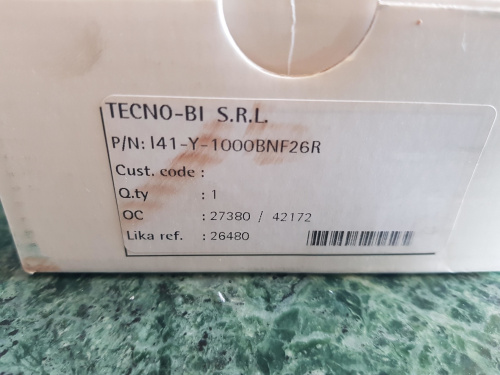 TECNO-BI S.R.L.
P/N: I41-Y-1000BNF26R
Cust. code :
Q.ty : 1
OC : 27380 / 42172
Lika ref. : 26480